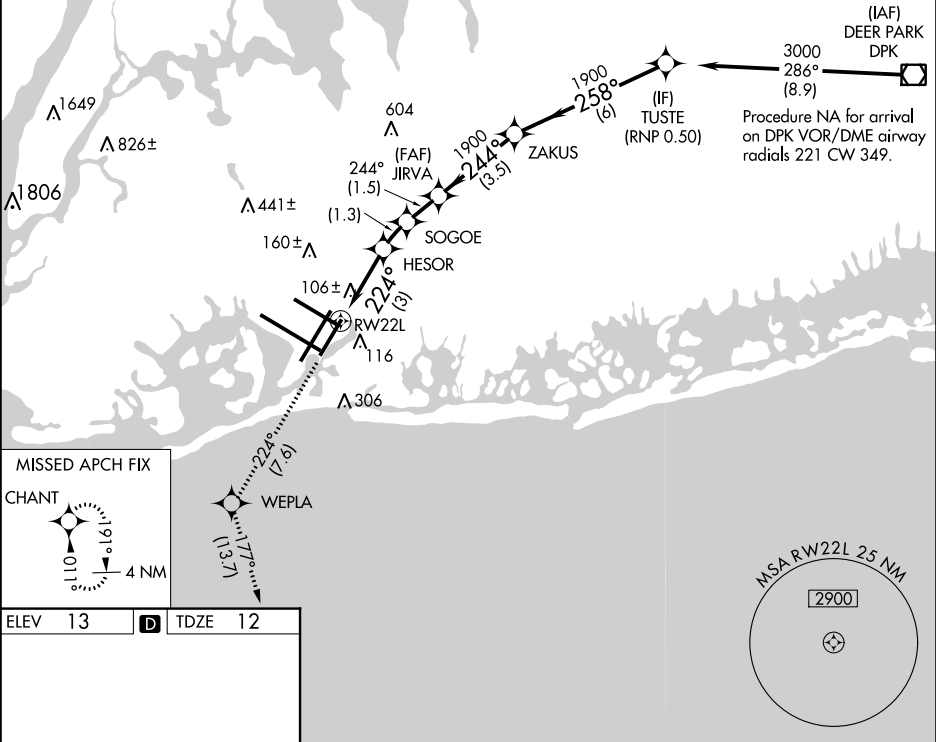 (IAF)
DEER PARK
DPK
3000
286°
(8.9)
1900
258°
(6)
(IF)
TUSTE
(RNP 0.50)
Procedure NA for arrival
on DPK VOR/DME airway
radials 221 CW 349.
1649
826±
1806
604
(FAF)
JIRVA
1900
244°
(3.5)
ZAKUS
244°
(1.5)
441±
(1.3)
SOGOE
160±
HESOR
106±
224°
(3)
RW22L
116
306
224°
(7.6)
WEPLA
177°
(13.7)
MISSED APCH FIX
CHANT
191°
011°
4 NM
MSA RW22L 25 NM
2900
ELEV 13 D TDZE 12